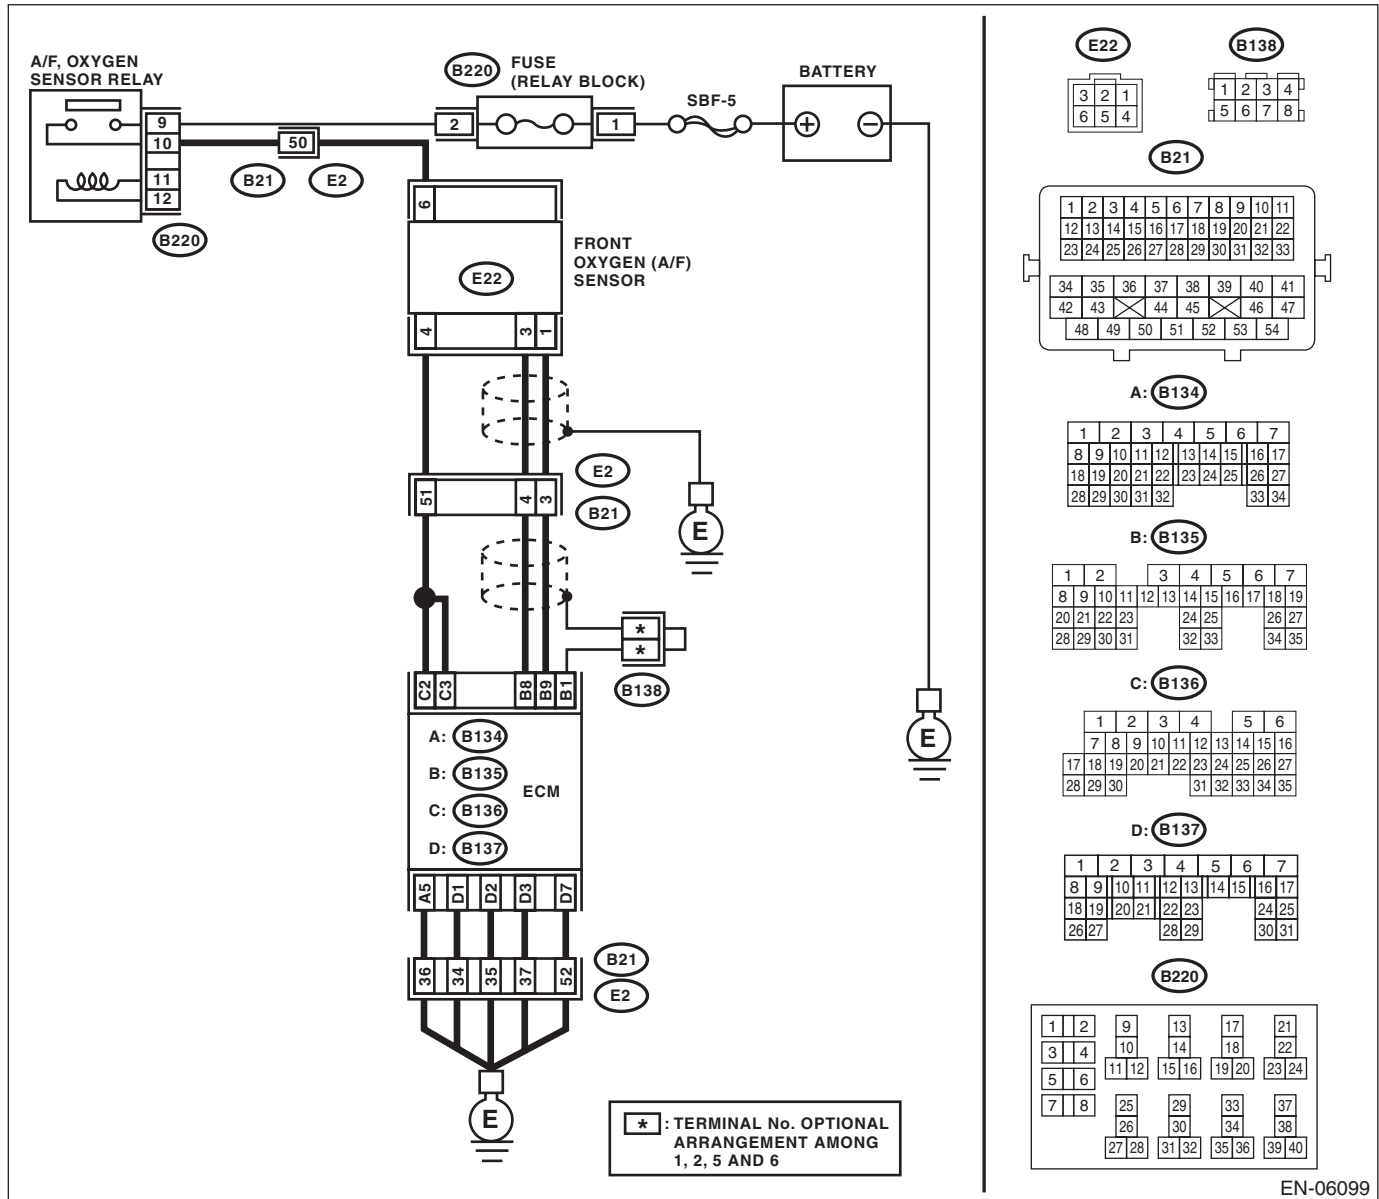 A/F, OXYGEN
SENSOR RELAY
B220
FUSE
(RELAY BLOCK)
SBF-5
BATTERY
9
10
11
12
2
1
+
−
50
B21
E2
B220
6
E22
FRONT
OXYGEN (A/F)
SENSOR
4 3 1
E2
B21
51 4 3
E
*
*
B138
C2 C3 B8 B9 B1
A: B134
B: B135
C: B136
D: B137
ECM
E
A5 D1 D2 D3 D7
36 34 35 37 52
B21
E2
E
* : TERMINAL No. OPTIONAL
ARRANGEMENT AMONG
1, 2, 5 AND 6
E22
3 2 1
6 5 4
B138
1 2 3 4
5 6 7 8
B21
1 2 3 4 5 6 7 8 9 10 11
12 13 14 15 16 17 18 19 20 21 22
23 24 25 26 27 28 29 30 31 32 33
34 35 36 37 38 39 40 41
42 43 44 45 46 47
48 49 50 51 52 53 54
A: B134
1 2 3 4 5 6 7
8 9 10 11 12 13 14 15 16 17
18 19 20 21 22 23 24 25 26 27
28 29 30 31 32 33 34
B: B135
1 2 3 4 5 6 7
8 9 10 11 12 13 14 15 16 17 18 19
20 21 22 23 24 25 26 27
28 29 30 31 32 33 34 35
C: B136
1 2 3 4 5 6
7 8 9 10 11 12 13 14 15 16
17 18 19 20 21 22 23 24 25 26 27
28 29 30 31 32 33 34 35
D: B137
1 2 3 4 5 6 7
8 9 10 11 12 13 14 15 16 17
18 19 20 21 22 23 24 25
26 27 28 29 30 31
B220
1 2 9 13 17 21
3 4 10 14 18 22
5 6 11 12 15 16 19 20 23 24
7 8 25 29 33 37
26 30 34 38
27 28 31 32 35 36 39 40
EN-06099